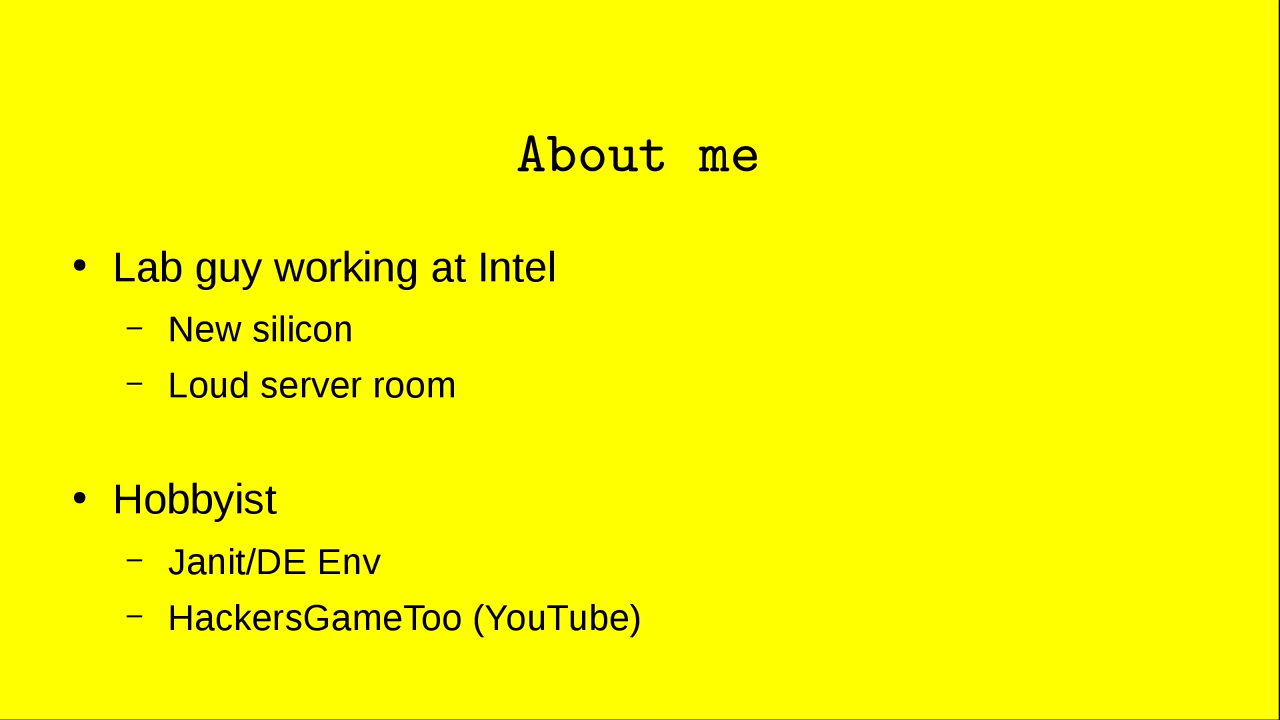 About me
• Lab guy working at Intel
– New silicon
– Loud server room
• Hobbyist
– Janit/DE Env
– HackersGameToo (YouTube)